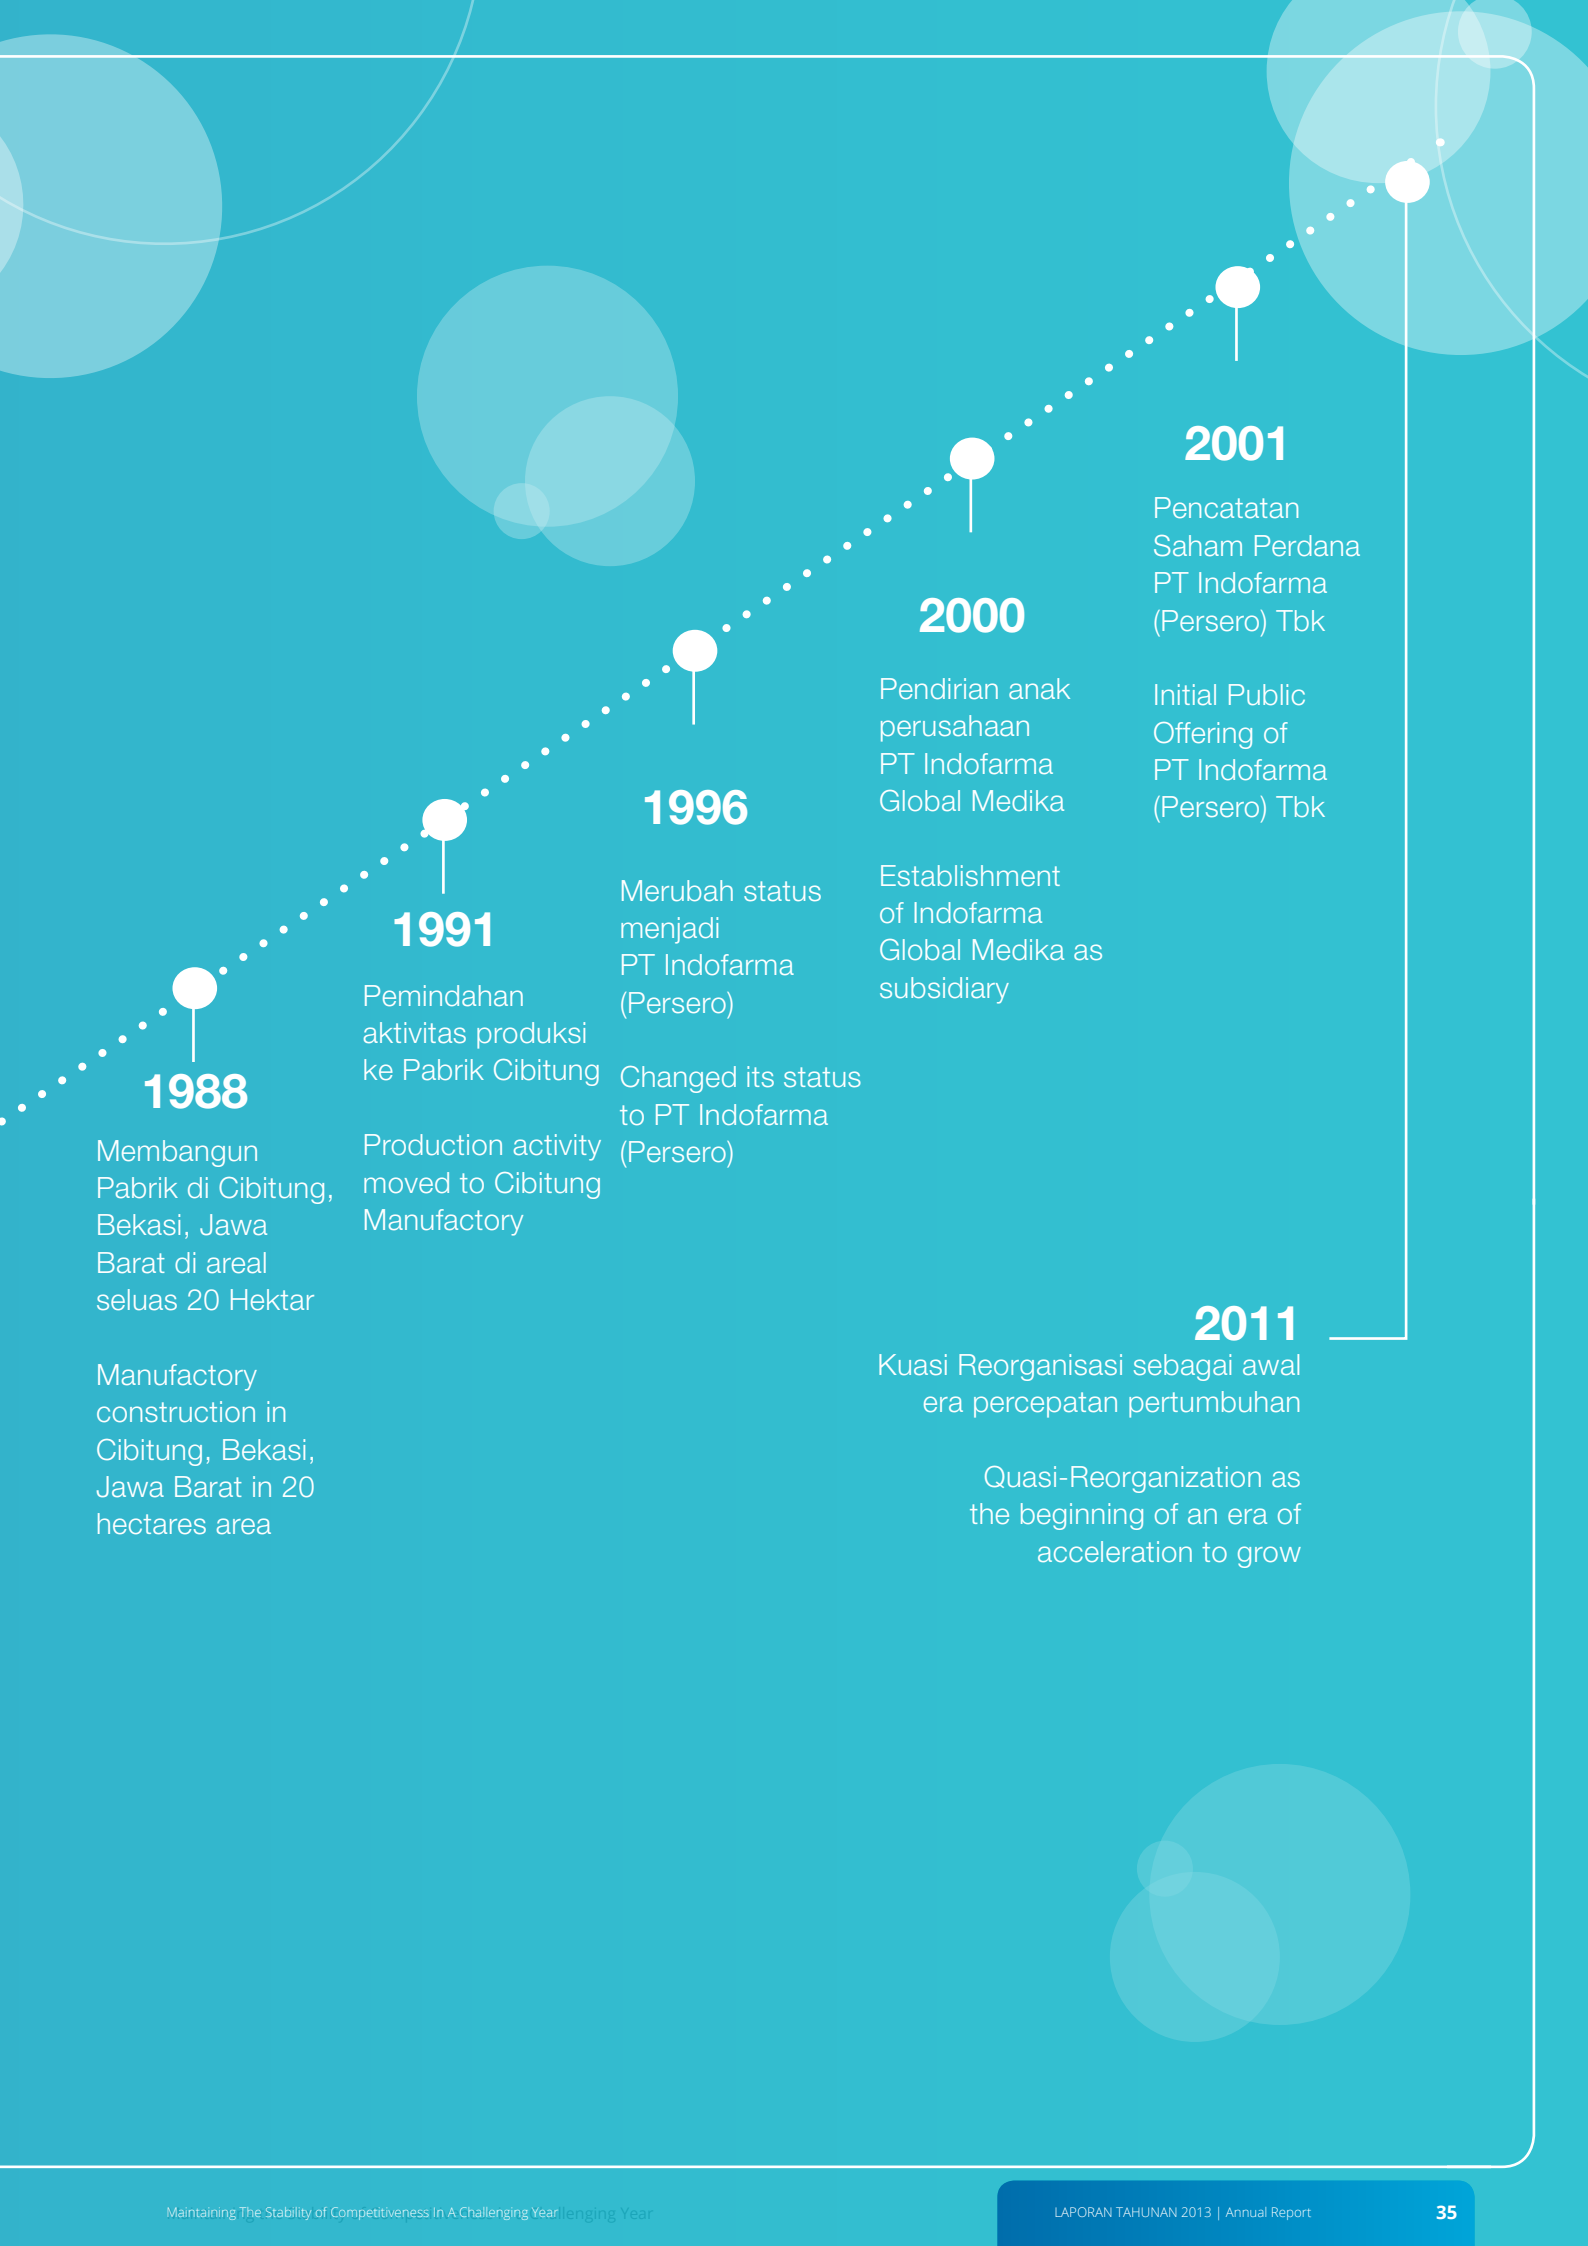 1988
Membangun
Pabrik di Cibitung,
Bekasi, Jawa
Barat di areal
seluas 20 Hektar
Manufactory
construction in
Cibitung, Bekasi,
Jawa Barat in 20
hectares area
1991
Pemindahan
aktivitas produksi
ke Pabrik Cibitung
Production activity
moved to Cibitung
Manufactory
1996
Merubah status
menjadi
PT Indofarma
(Persero)
Changed its status
to PT Indofarma
(Persero)
2000
Pendirian anak
perusahaan
PT Indofarma
Global Medika
Establishment
of Indofarma
Global Medika as
subsidiary
2001
Pencatatan
Saham Perdana
PT Indofarma
(Persero) Tbk
Initial Public
Offering of
PT Indofarma
(Persero) Tbk
2011
Kuasi Reorganisasi sebagai awal
era percepatan pertumbuhan
Quasi-Reorganization as
the beginning of an era of
acceleration to grow
Maintaining The Stability of Competitiveness In A Challenging Year
LAPORAN TAHUNAN 2013 | Annual Report 35